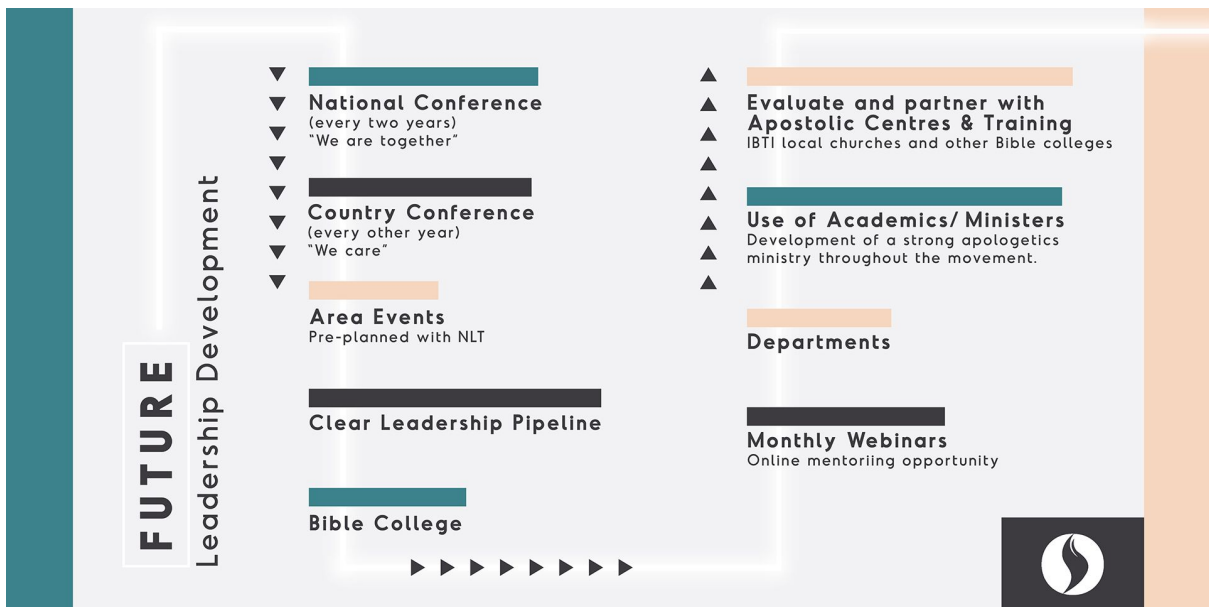 FUTURE
Leadership Development
National Conference
(every two years)
"We are together"
Country Conference
(every other year)
"We care"
Area Events
Pre-planned with NLT
Clear Leadership Pipeline
Bible College
Evaluate and partner with
Apostolic Centres & Training
IBTI local churches and other Bible colleges
Use of Academics/ Ministers
Development of a strong apologetics
ministry throughout the movement.
Departments
Monthly Webinars
Online mentoriing opportunity